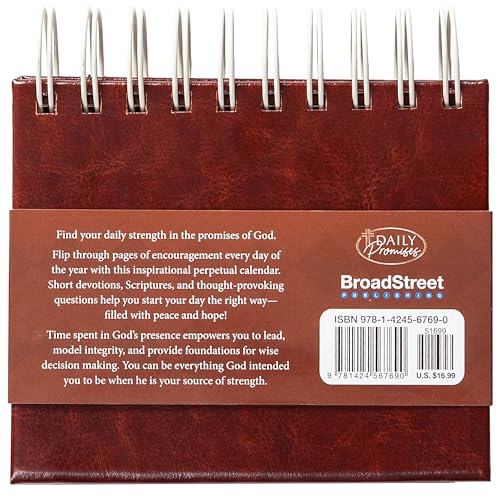 Find your daily strength in the promises of God.
Flip through pages of encouragement every day of
the year with this inspirational perpetual calendar.
Short devotions, Scriptures, and thought-provoking
questions help you start your day the right way—
filled with peace and hope!
Time spent in God's presence empowers you to lead,
model integrity, and provide foundations for wise
decision making. You can be everything God intended
you to be when he is your source of strength.
DAILY
Promises
BroadStreet
PUBLISHING
ISBN 978-1-4245-6769-0
51699
9 781424 567690
U.S. $16.99